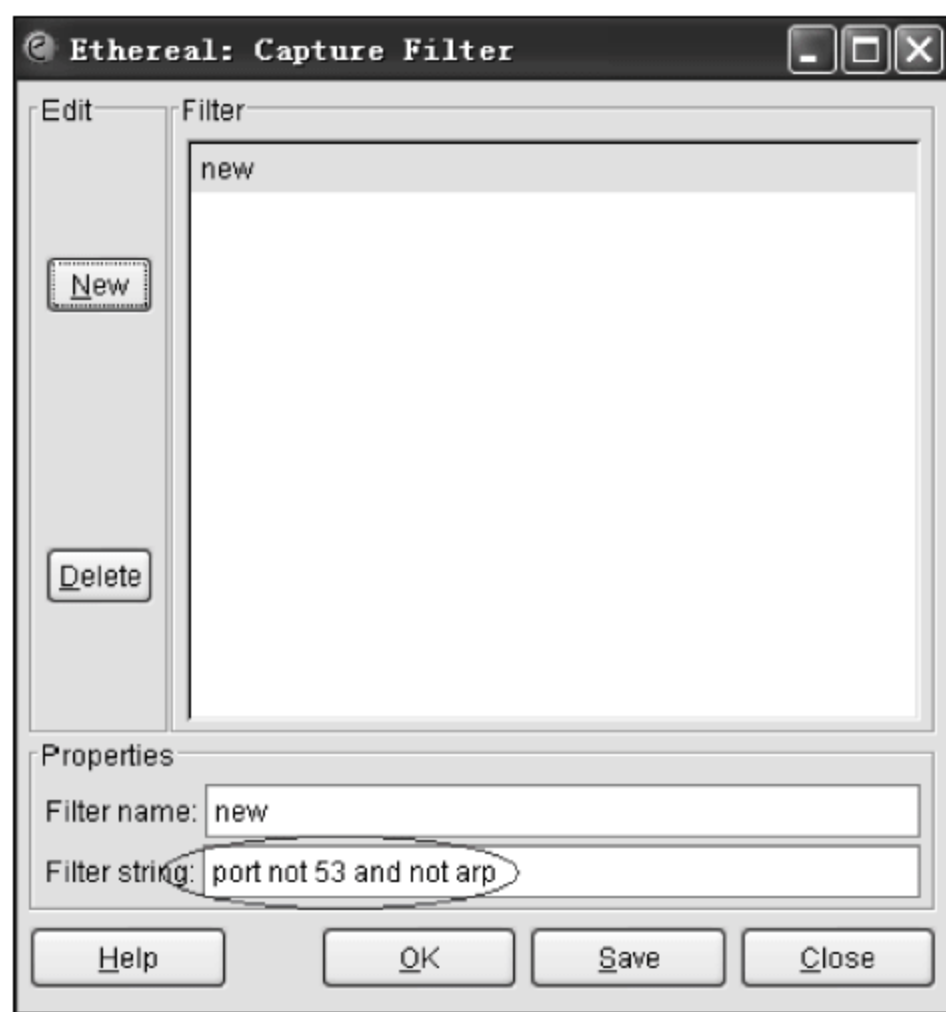 Ethereal: Capture Filter
Edit
Filter
new
New
Delete
Properties
Filter name: new
Filter string: port not 53 and not arp
Help
OK
Save
Close